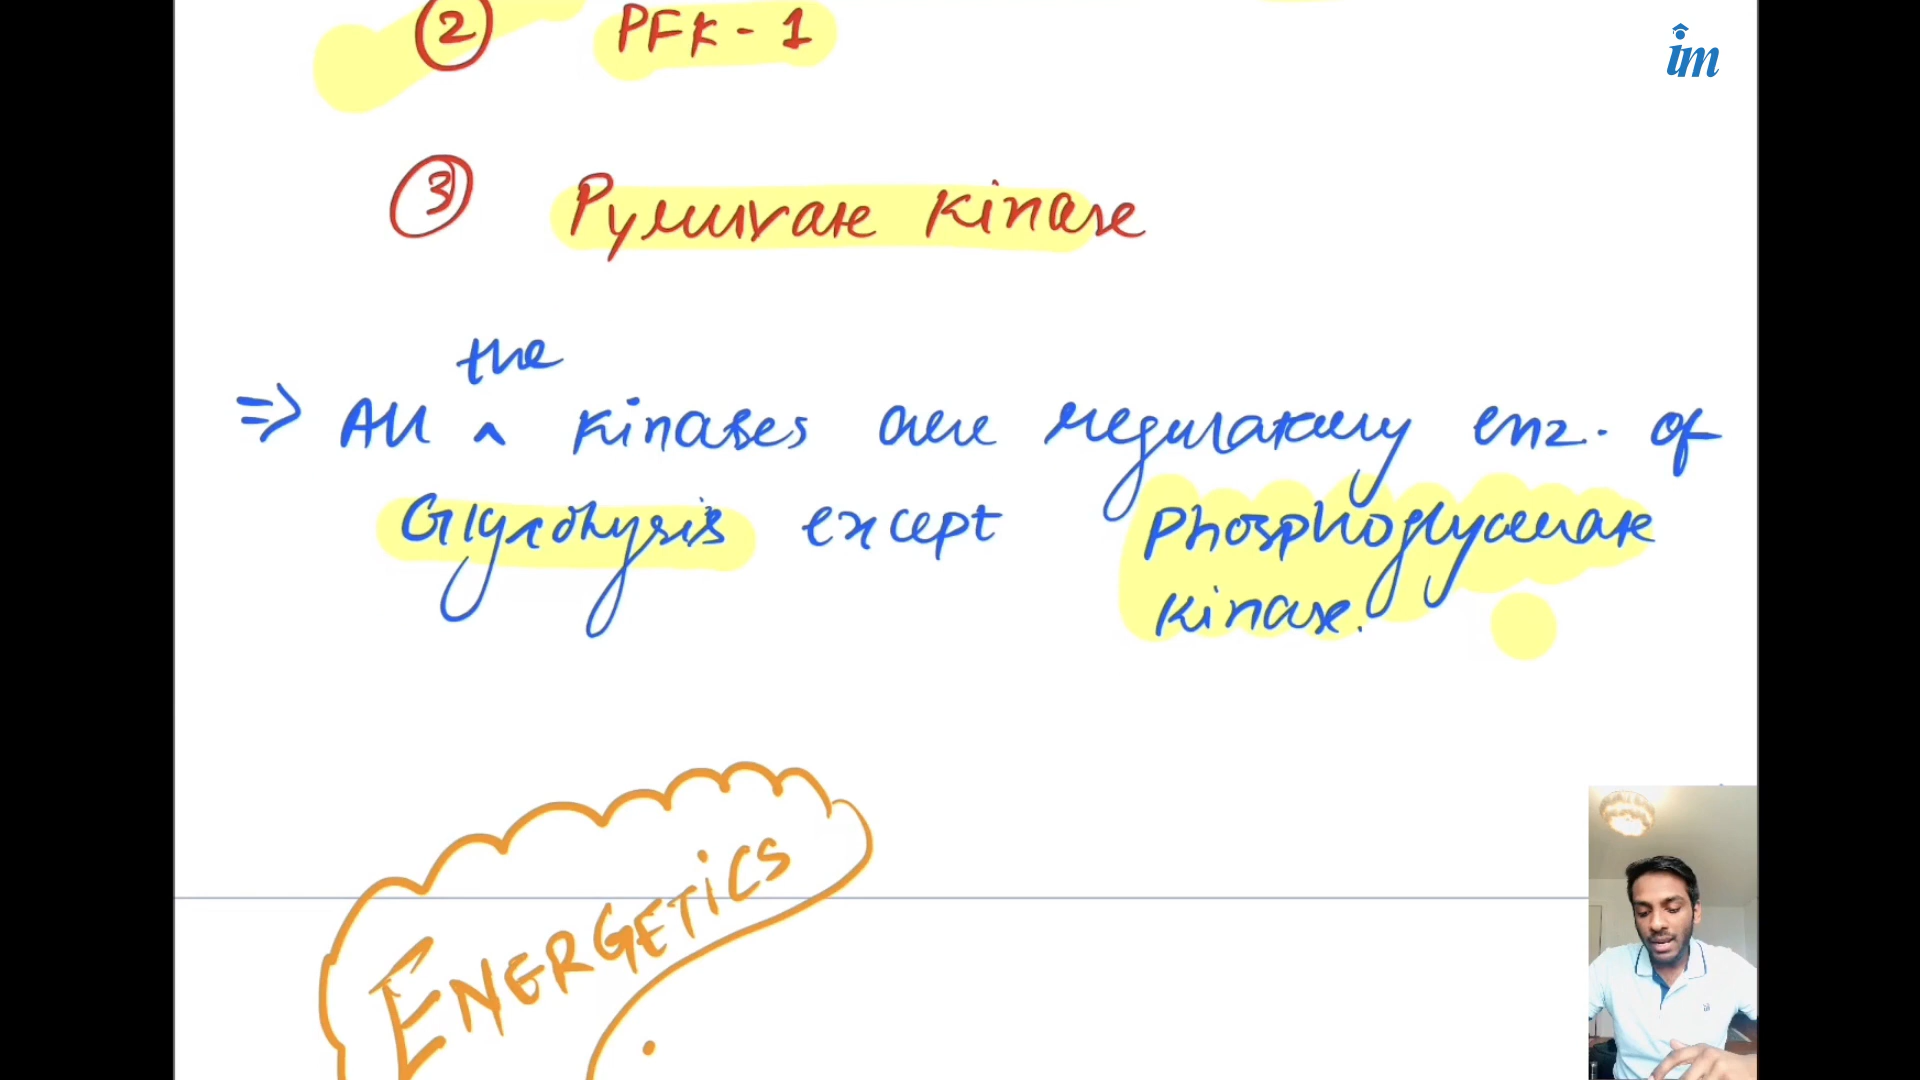 2 PFK - 1
im
3 Pyruvate Kinase
the
⇒ All ^ kinases are regulatory enz. of
Glycolysis except phosphoglycerate
kinase.
ENERGETICS